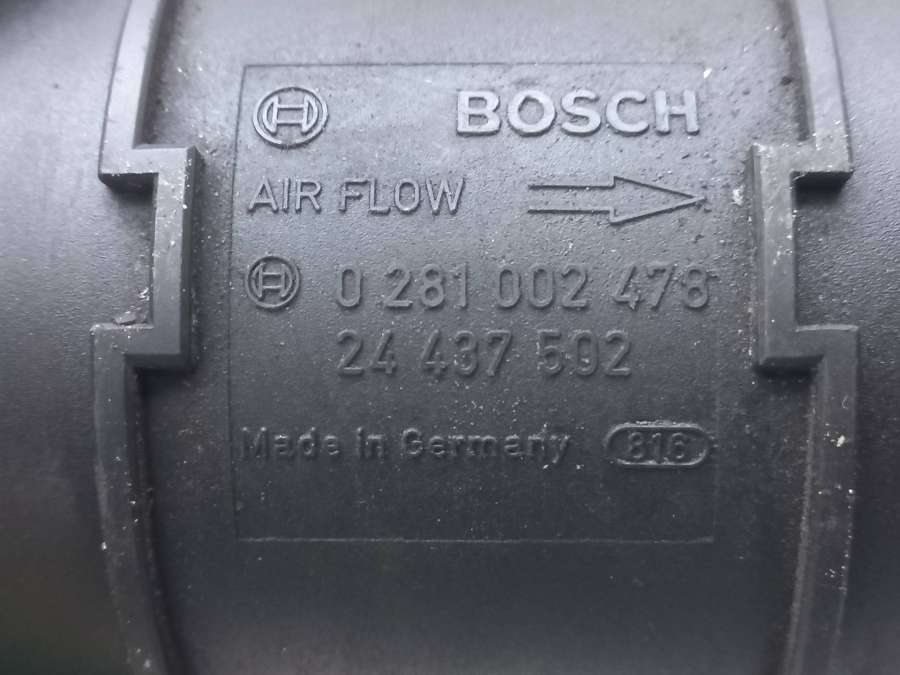 BOSCH
AIR FLOW
0 281 002 478
24 437 502
Made in Germany 816